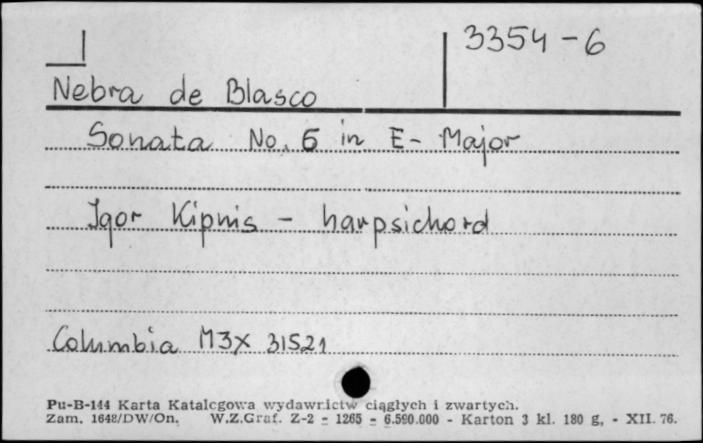 3354-6
Nebra de Blasco
Sonata No. 6 in E- Major
Igor Kipnis - harpsichord
Columbia M3X 31521
Pu-B-144 Karta Katalogowa wydawnictw ciągłych i zwartych.
Zam. 1648/DW/On. W.Z.Graf. Z-2 - 1265 - 6.590.000 - Karton 3 kl. 180 g, - XII. 76.